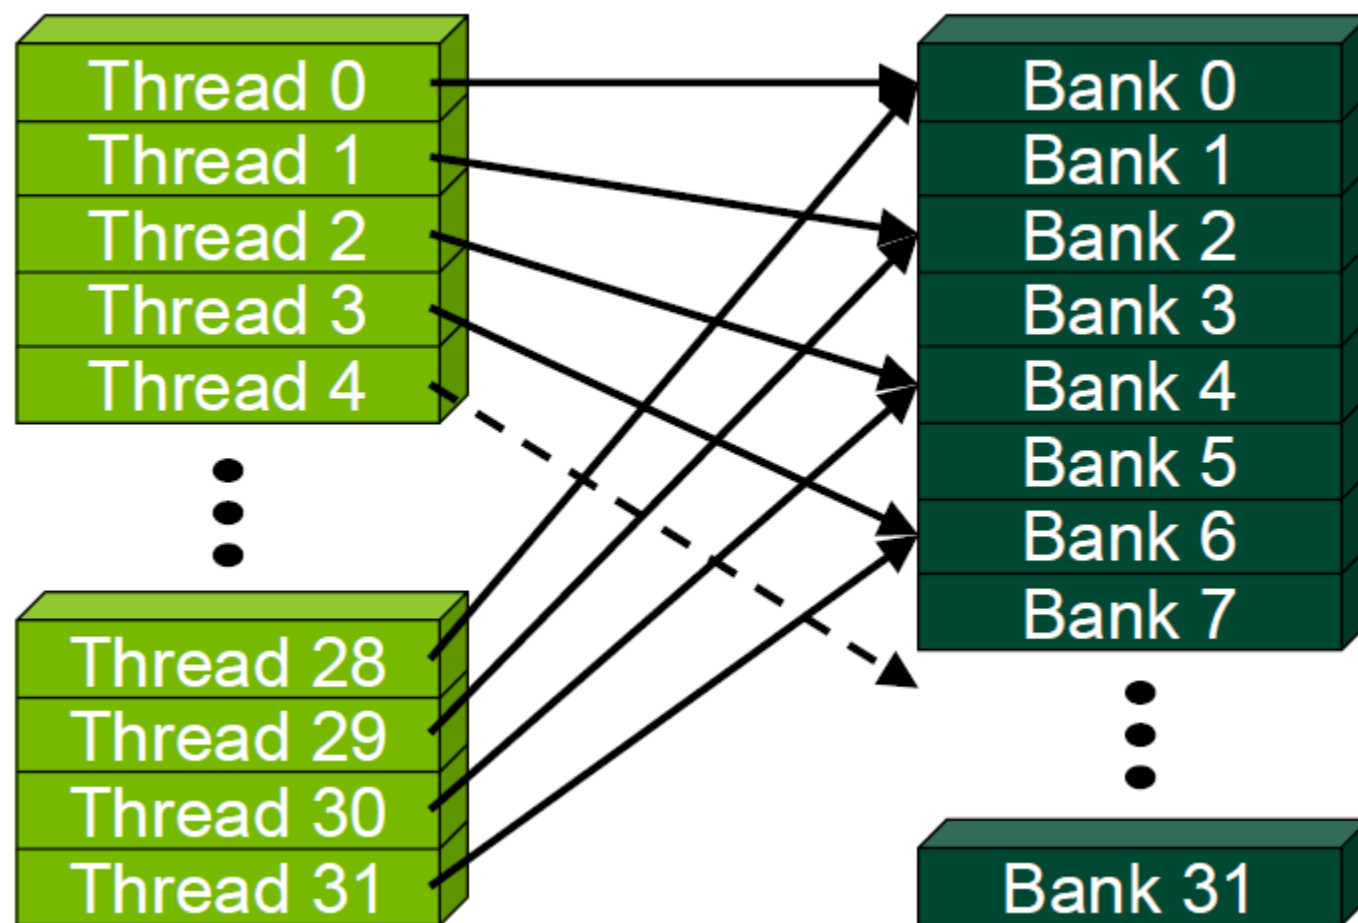 Thread 0
Thread 1
Thread 2
Thread 3
Thread 4
Thread 28
Thread 29
Thread 30
Thread 31
Bank 0
Bank 1
Bank 2
Bank 3
Bank 4
Bank 5
Bank 6
Bank 7
Bank 31